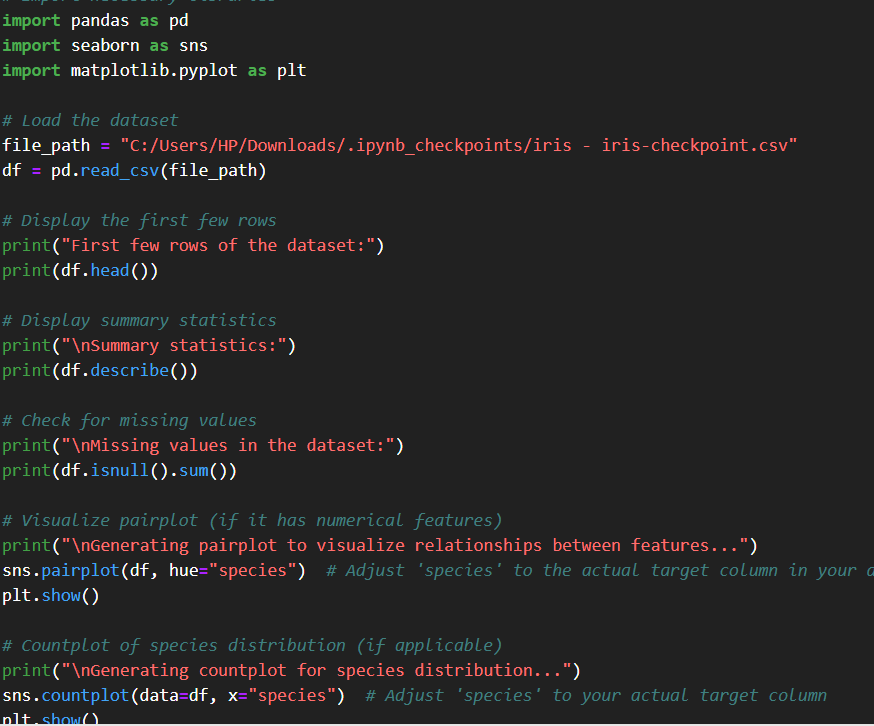 # Import necessary libraries
import pandas as pd
import seaborn as sns
import matplotlib.pyplot as plt
# Load the dataset
file_path = "C:/Users/HP/Downloads/.ipynb_checkpoints/iris - iris-checkpoint.csv"
df = pd.read_csv(file_path)
# Display the first few rows
print("First few rows of the dataset:")
print(df.head())
# Display summary statistics
print("\nSummary statistics:")
print(df.describe())
# Check for missing values
print("\nMissing values in the dataset:")
print(df.isnull().sum())
# Visualize pairplot (if it has numerical features)
print("\nGenerating pairplot to visualize relationships between features...")
sns.pairplot(df, hue="species")  # Adjust 'species' to the actual target column in your
plt.show()
# Countplot of species distribution (if applicable)
print("\nGenerating countplot for species distribution...")
sns.countplot(data=df, x="species")  # Adjust 'species' to your actual target column
plt.show()